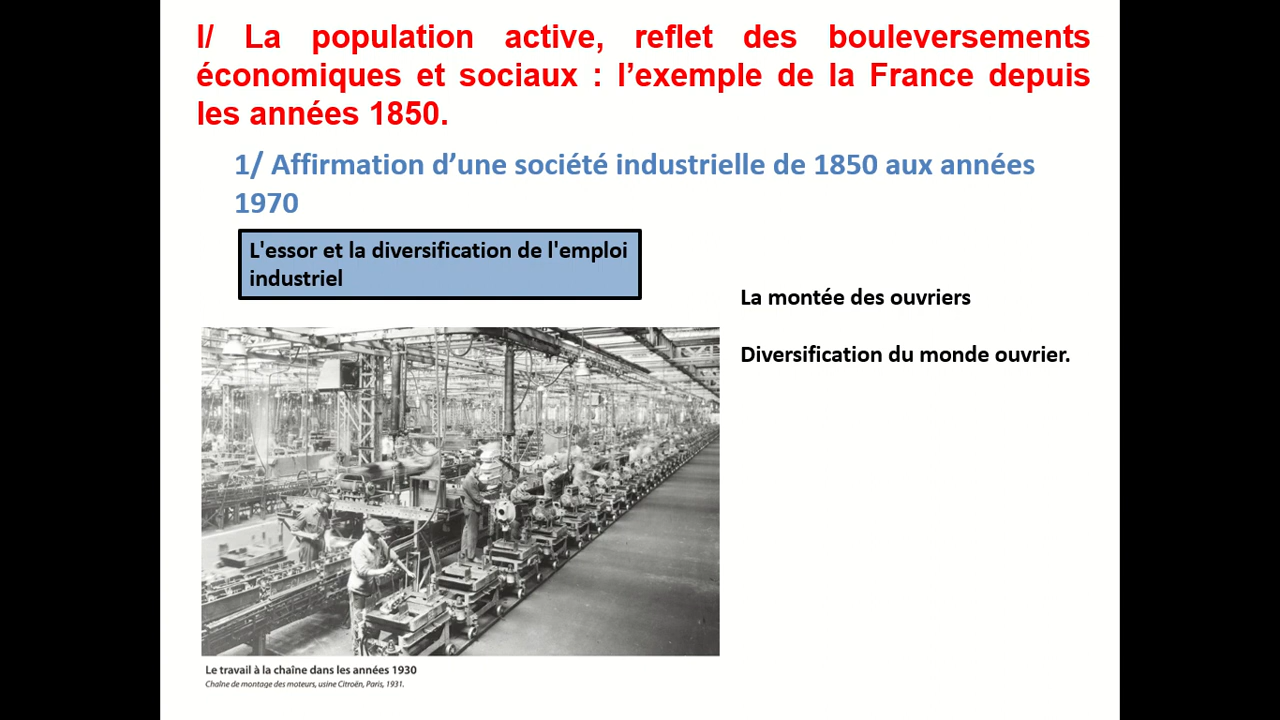 I/ La population active, reflet des bouleversements
économiques et sociaux : l’exemple de la France depuis
les années 1850.
1/ Affirmation d’une société industrielle de 1850 aux années
1970
L'essor et la diversification de l'emploi
industriel
La montée des ouvriers
Diversification du monde ouvrier.
Le travail à la chaîne dans les années 1930
Chaîne de montage des moteurs, usine Citroën, Paris, 1931.